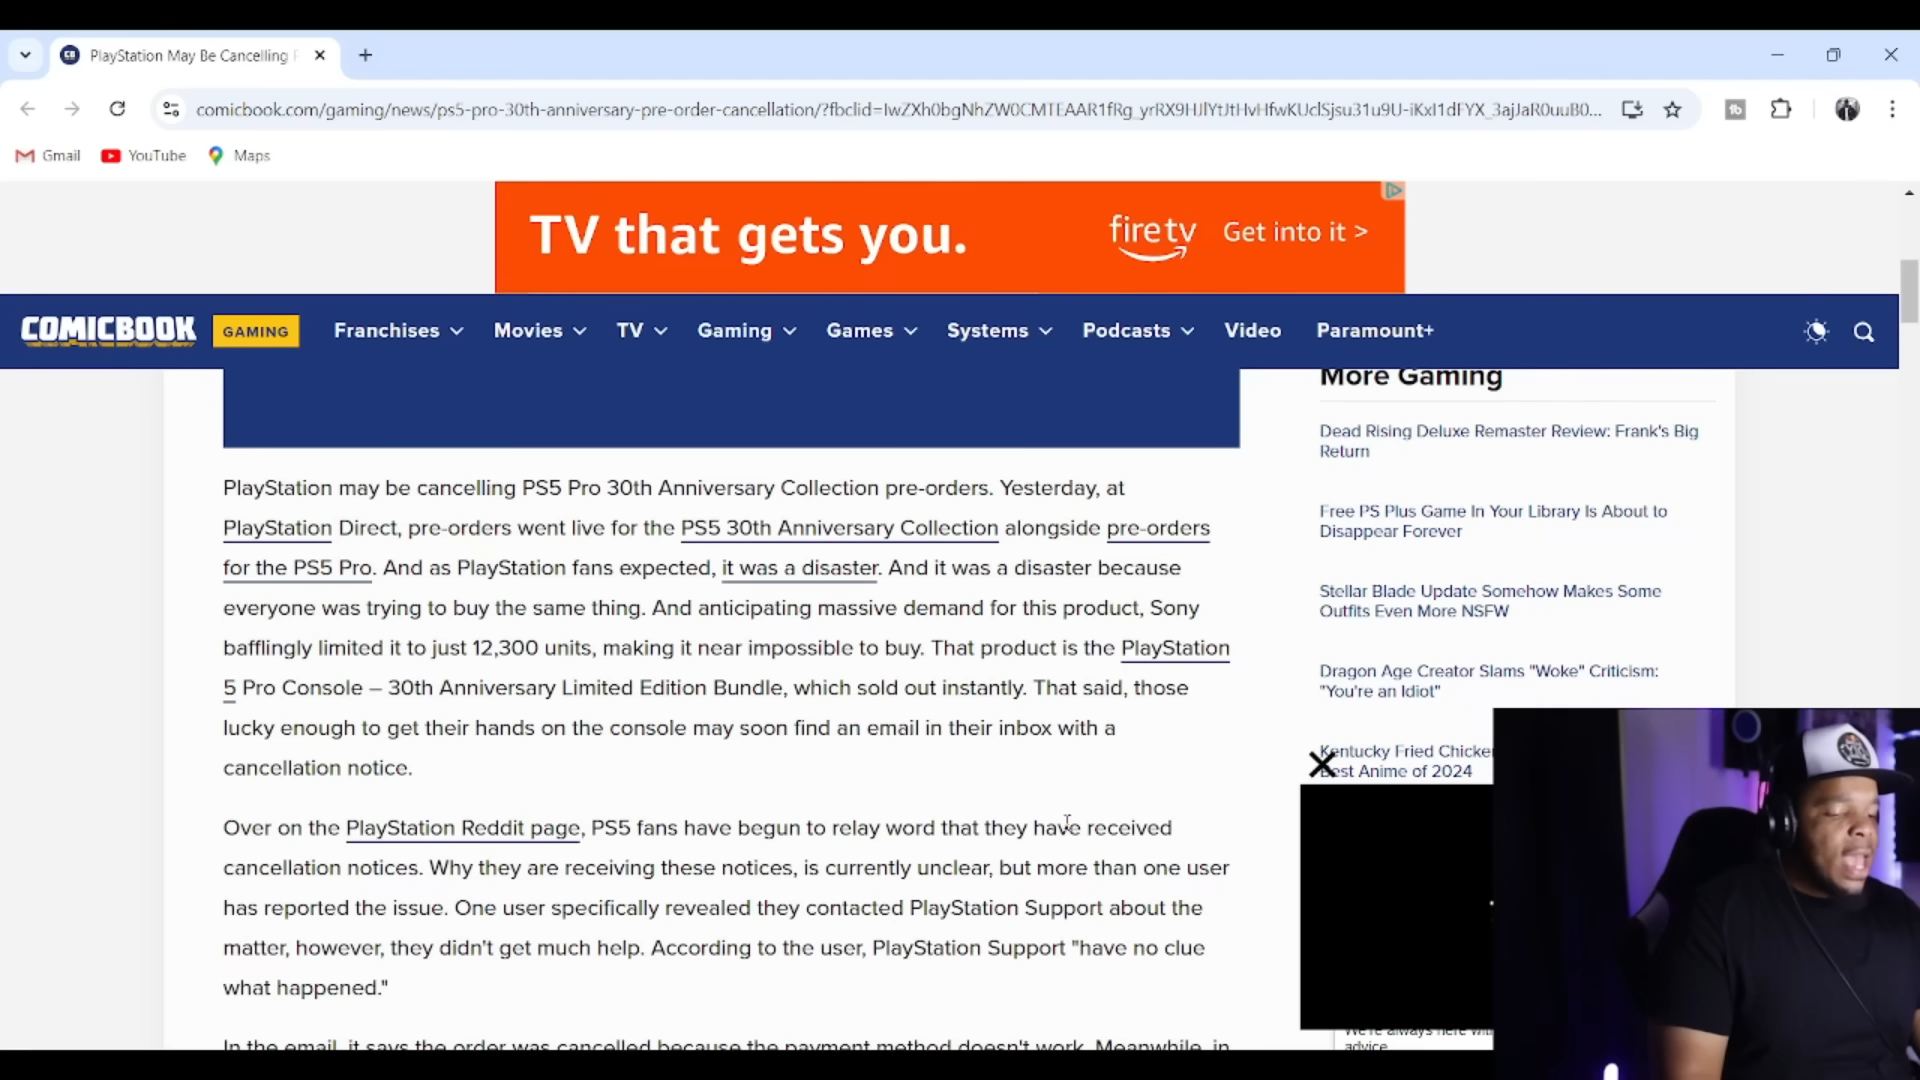 PlayStation May Be Cancelling
comicbook.com/gaming/news/ps5-pro-30th-anniversary-pre-order-cancellation/?fbclid=IwZXh0bgNhZW0CMTEAAR1fRg_yrRX9HJlYtJtHvHfwKUclSjsu31u9U-iKxI1dFYX_3ajJaR0uuB0...
Gmail
YouTube
Maps
TV that gets you.
fire tv
Get into it >
COMICBOOK
GAMING
Franchises
Movies
TV
Gaming
Games
Systems
Podcasts
Video
Paramount+
PlayStation may be cancelling PS5 Pro 30th Anniversary Collection pre-orders. Yesterday, at
PlayStation Direct, pre-orders went live for the PS5 30th Anniversary Collection alongside pre-orders
for the PS5 Pro. And as PlayStation fans expected, it was a disaster. And it was a disaster because
everyone was trying to buy the same thing. And anticipating massive demand for this product, Sony
bafflingly limited it to just 12,300 units, making it near impossible to buy. That product is the PlayStation
5 Pro Console – 30th Anniversary Limited Edition Bundle, which sold out instantly. That said, those
lucky enough to get their hands on the console may soon find an email in their inbox with a
cancellation notice.
Over on the PlayStation Reddit page, PS5 fans have begun to relay word that they have received
cancellation notices. Why they are receiving these notices, is currently unclear, but more than one user
has reported the issue. One user specifically revealed they contacted PlayStation Support about the
matter, however, they didn't get much help. According to the user, PlayStation Support "have no clue
what happened."
In the email, it says the order was cancelled because the payment method doesn't work. Meanwhile, in
More Gaming
Dead Rising Deluxe Remaster Review: Frank's Big
Return
Free PS Plus Game In Your Library Is About to
Disappear Forever
Stellar Blade Update Somehow Makes Some
Outfits Even More NSFW
Dragon Age Creator Slams "Woke" Criticism:
"You're an Idiot"
Kentucky Fried Chicke
Best Anime of 2024
We're always here wit
advice